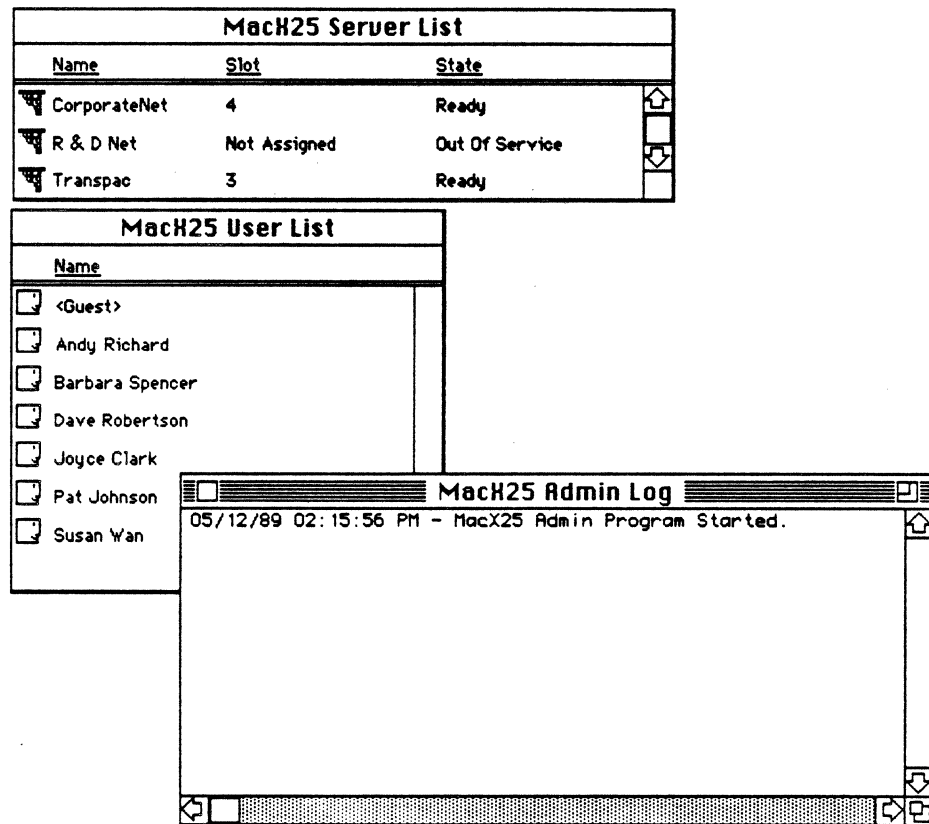 MacX25 Server List
Name Slot State
CorporateNet 4 Ready
R & D Net Not Assigned Out Of Service
Transpac 3 Ready
MacX25 User List
Name
<Guest>
Andy Richard
Barbara Spencer
Dave Robertson
Joyce Clark
Pat Johnson
Susan Wan
MacX25 Admin Log
05/12/89 02:15:56 PM - MacX25 Admin Program Started.